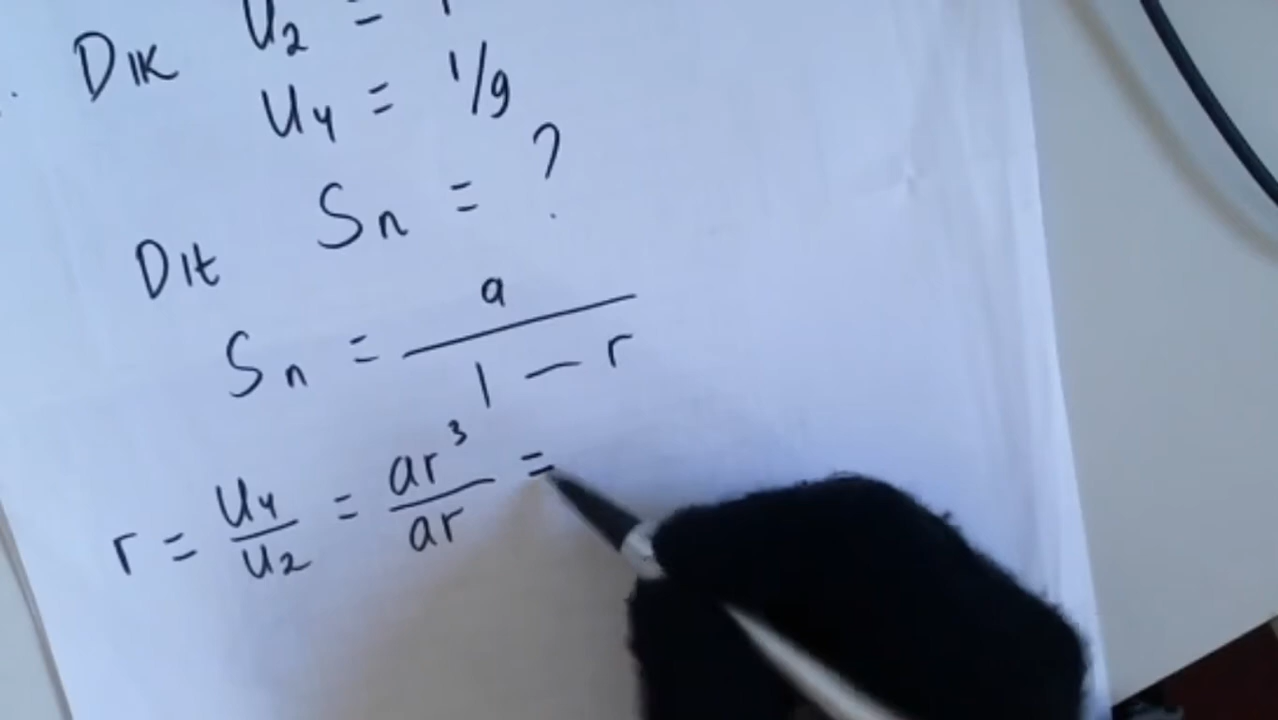 Dik U2 =
U4 = 1/9
Dit Sn = ?
Sn = a / 1 - r
r = U4/U2 = ar³/ar =